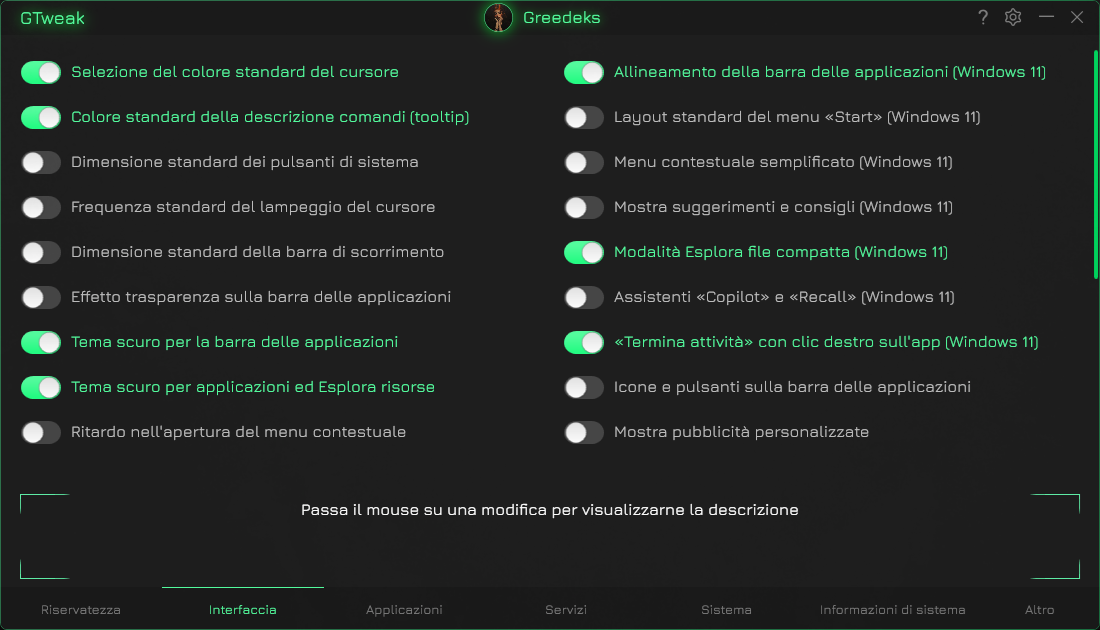 GTweak
Greedeks
?
Selezione del colore standard del cursore
Allineamento della barra delle applicazioni (Windows 11)
Colore standard della descrizione comandi (tooltip)
Layout standard del menu «Start» (Windows 11)
Dimensione standard dei pulsanti di sistema
Menu contestuale semplificato (Windows 11)
Frequenza standard del lampeggio del cursore
Mostra suggerimenti e consigli (Windows 11)
Dimensione standard della barra di scorrimento
Modalità Esplora file compatta (Windows 11)
Effetto trasparenza sulla barra delle applicazioni
Assistenti «Copilot» e «Recall» (Windows 11)
Tema scuro per la barra delle applicazioni
«Termina attività» con clic destro sull'app (Windows 11)
Tema scuro per applicazioni ed Esplora risorse
Icone e pulsanti sulla barra delle applicazioni
Ritardo nell'apertura del menu contestuale
Mostra pubblicità personalizzate
Passa il mouse su una modifica per visualizzarne la descrizione
Riservatezza
Interfaccia
Applicazioni
Servizi
Sistema
Informazioni di sistema
Altro